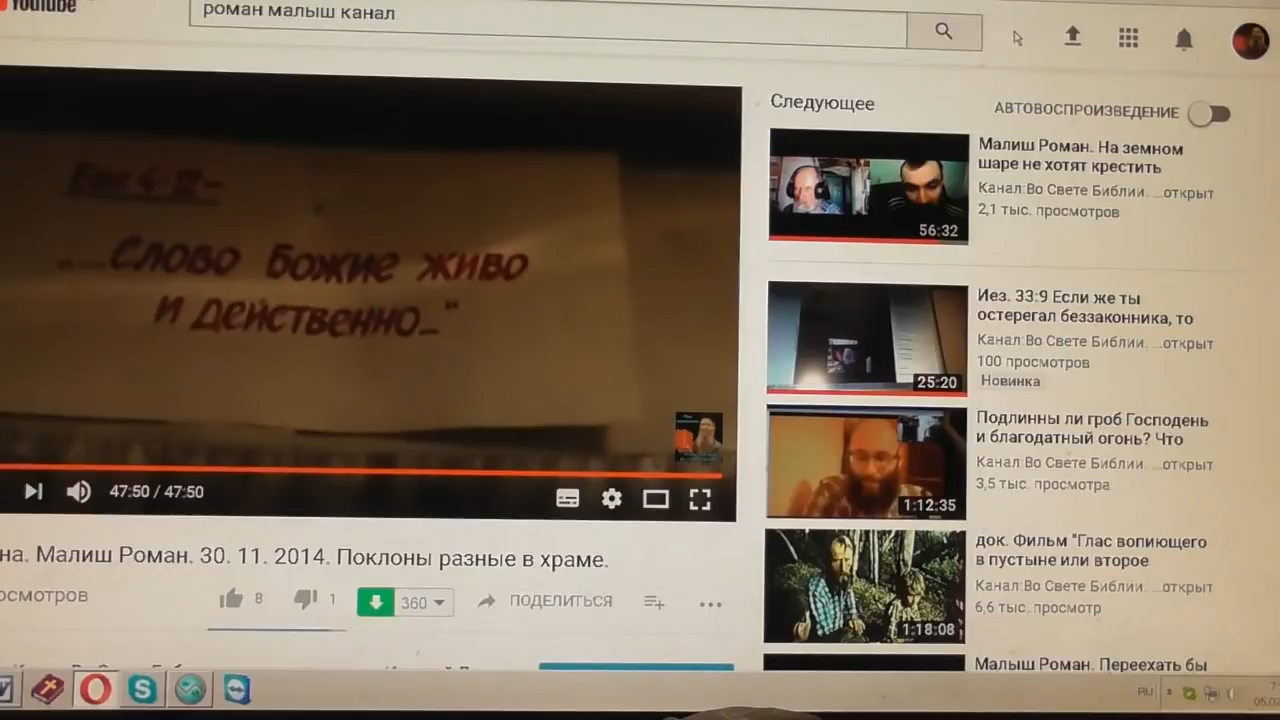 YouTube
роман малыш канал
Евр 4:12-
...Слово Божие живо
и действенно..."
47:50 / 47:50
на. Малиш Роман. 30. 11. 2014. Поклоны разные в храме.
осмотров
8
1
360
ПОДЕЛИТЬСЯ
Следующее
АВТОВОСПРОИЗВЕДЕНИЕ
Малиш Роман. На земном
шаре не хотят крестить
Канал:Во Свете Библии. ...открыт
2,1 тыс. просмотров
56:32
Иез. 33:9 Если же ты
остерегал беззаконника, то
Канал:Во Свете Библии. ...открыт
100 просмотров
Новинка
25:20
Подлинны ли гроб Господень
и благодатный огонь? Что
Канал:Во Свете Библии. ...открыт
3,5 тыс. просмотра
1:12:35
док. Фильм "Глас вопиющего
в пустыне или второе
Канал:Во Свете Библии. ...открыт
6,6 тыс. просмотр
1:18:08
Малыш Роман. Переехать бы
RU